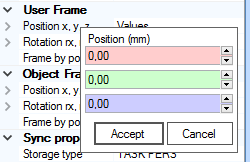 User Frame
Position x, y, z Values
Rotation rx,
Position (mm)
0,00
Frame by po
0,00
Object Fra
Position x, y,
0,00
Rotation rx,
Frame by po
Accept Cancel
Sync prope
Storage type TASK PERS